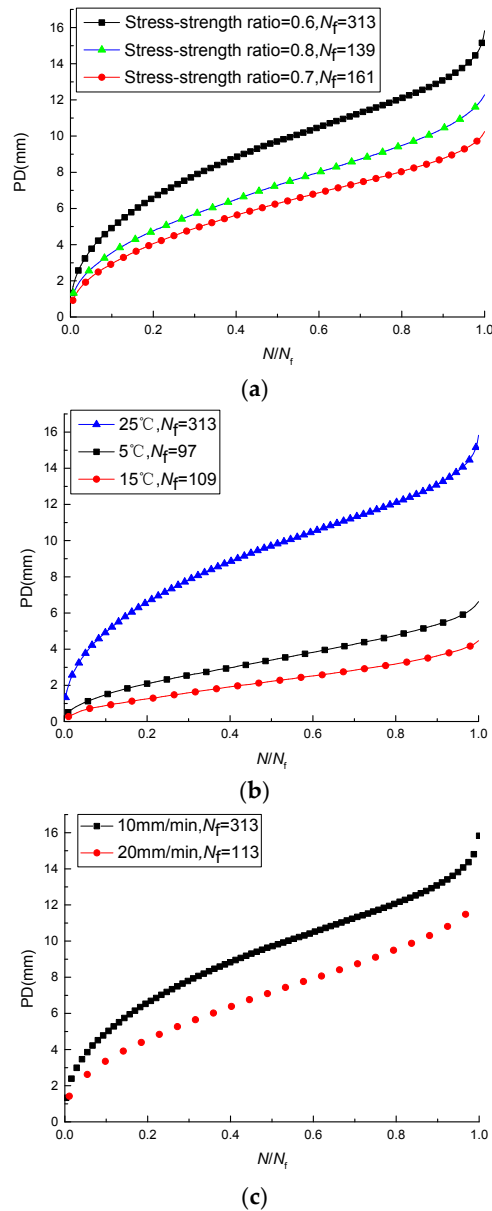 Stress-strength ratio=0.6,Nf=313
Stress-strength ratio=0.8,Nf=139
Stress-strength ratio=0.7,Nf=161
PD(mm)
16
14
12
10
8
6
4
2
0
0.0 0.2 0.4 0.6 0.8 1.0
N/Nf
(a)
25℃,Nf=313
5℃,Nf=97
15℃,Nf=109
PD(mm)
16
14
12
10
8
6
4
2
0
0.0 0.2 0.4 0.6 0.8 1.0
N/Nf
(b)
10mm/min,Nf=313
20mm/min,Nf=113
PD(mm)
16
14
12
10
8
6
4
2
0
0.0 0.2 0.4 0.6 0.8 1.0
N/Nf
(c)